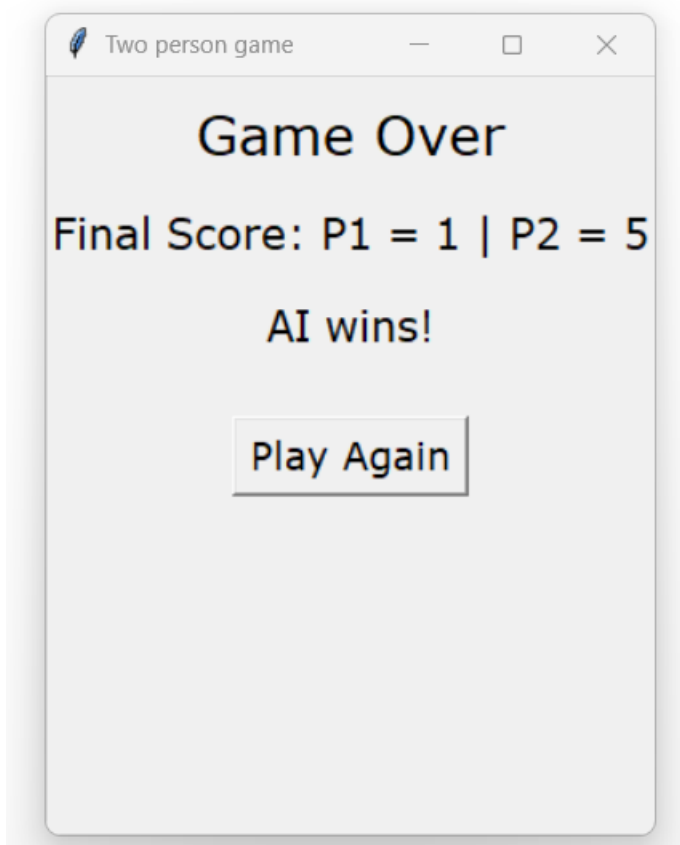 Two person game
Game Over
Final Score: P1 = 1 | P2 = 5
AI wins!
Play Again